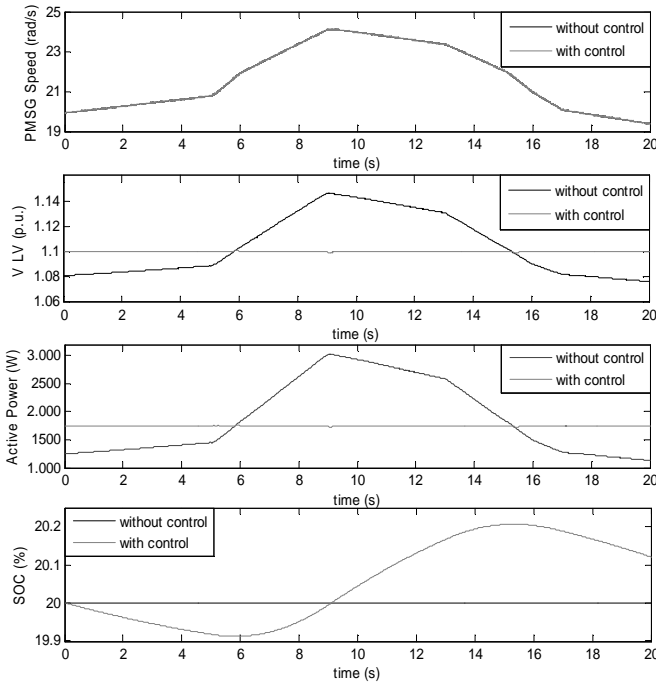 25
23
21
19
PMSG Speed (rad/s)
without control
with control
0 2 4 6 8 10 12 14 16 18 20
time (s)
1.14
1.12
1.1
1.08
1.06
V LV (p.u.)
without control
with control
0 2 4 6 8 10 12 14 16 18 20
time (s)
3.000
2500
2.000
1500
1.000
Active Power (W)
without control
with control
0 2 4 6 8 10 12 14 16 18 20
time (s)
20.2
20.1
20
19.9
SOC (%)
without control
with control
0 2 4 6 8 10 12 14 16 18 20
time (s)